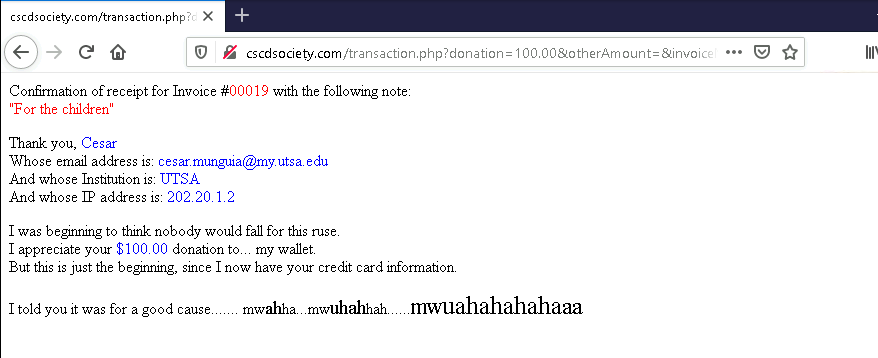 cscdsociety.com/transaction.php?d
cscdsociety.com/transaction.php?donation=100.00&otherAmount=&invoice
Confirmation of receipt for Invoice #00019 with the following note:
"For the children"
Thank you, Cesar
Whose email address is: cesar.munguia@my.utsa.edu
And whose Institution is: UTSA
And whose IP address is: 202.20.1.2
I was beginning to think nobody would fall for this ruse.
I appreciate your $100.00 donation to... my wallet.
But this is just the beginning, since I now have your credit card information.
I told you it was for a good cause....... mwahha...mwuhahhah......mwuahahahahaaa